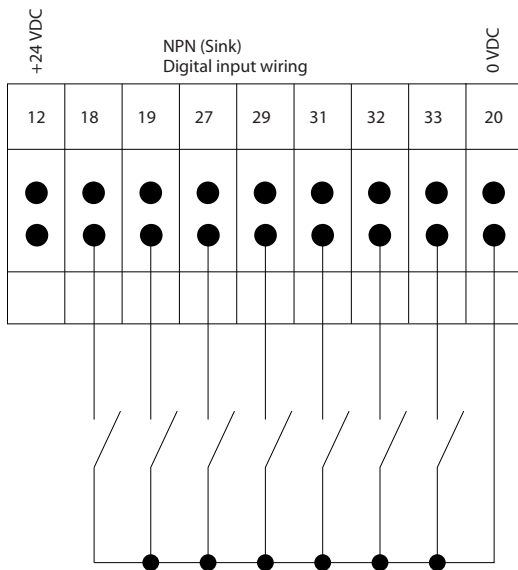 +24 VDC
NPN (Sink)
Digital input wiring
0 VDC
12 18 19 27 29 31 32 33 20